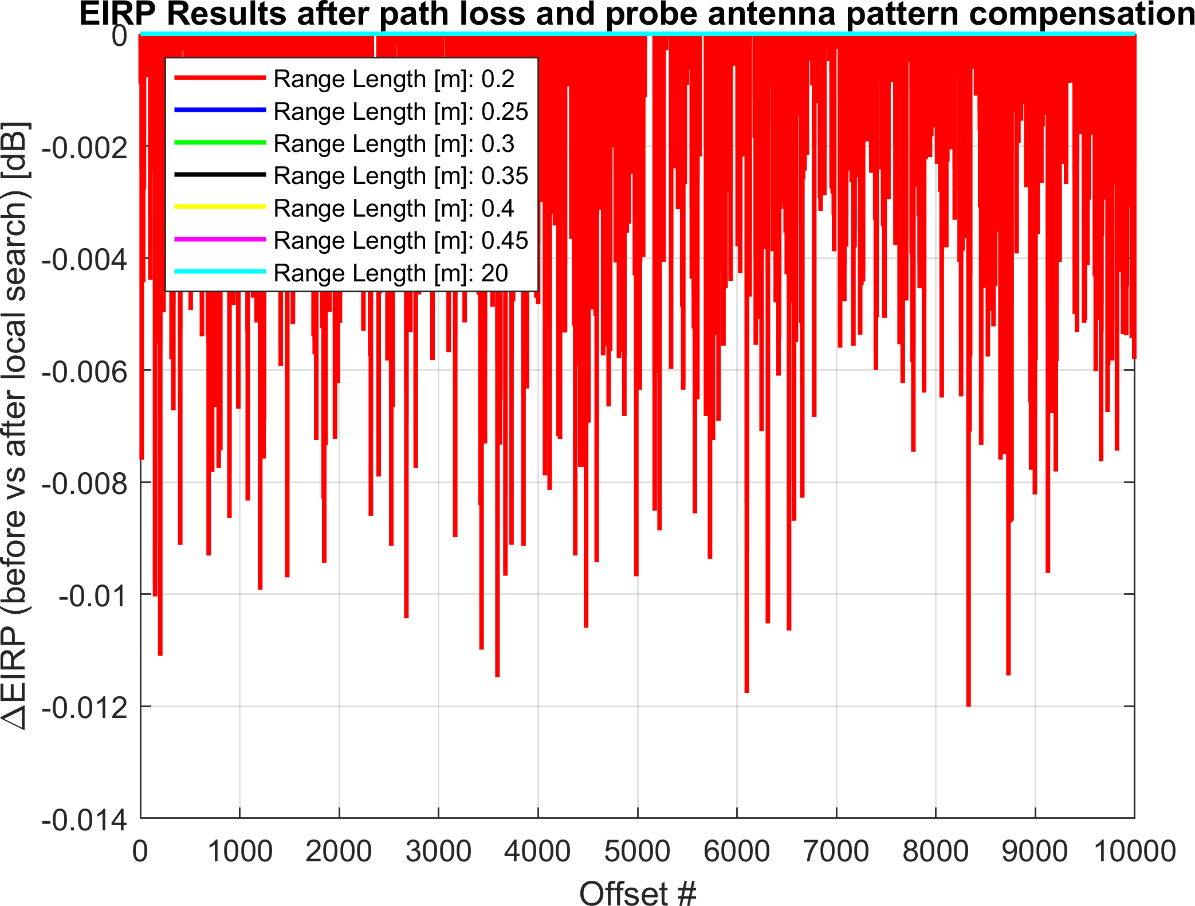 EIRP Results after path loss and probe antenna pattern compensation
ΔEIRP (before vs after local search) [dB]
0
-0.002
-0.004
-0.006
-0.008
-0.01
-0.012
-0.014
Range Length [m]: 0.2
Range Length [m]: 0.25
Range Length [m]: 0.3
Range Length [m]: 0.35
Range Length [m]: 0.4
Range Length [m]: 0.45
Range Length [m]: 20
0 1000 2000 3000 4000 5000 6000 7000 8000 9000 10000
Offset #